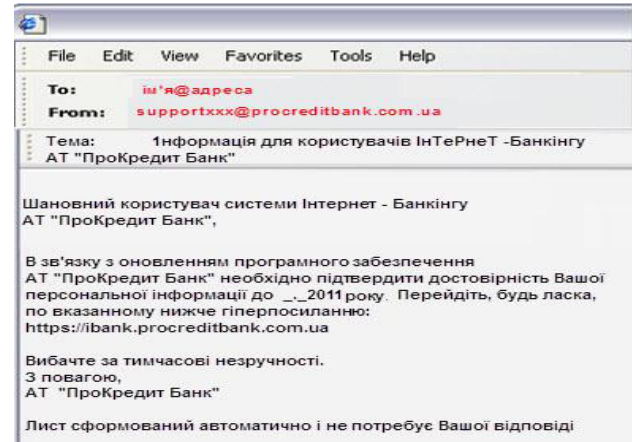 File Edit View Favorites Tools Help
To: ім'я@адреса
From: supportxxx@procreditbank.com.ua
Тема: 1нформація для користувачів ІнТеРнеТ -Банкінгу
АТ "ПроКредит Банк"
Шановний користувач системи Інтернет - Банкінгу
АТ "ПроКредит Банк",
В зв'язку з оновленням програмного забезпечення
АТ "ПроКредит Банк" необхідно підтвердити достовірність Вашої
персональної інформації до _._2011 року. Перейдіть, будь ласка,
по вказанному нижче гіперпосиланню:
https://ibank.procreditbank.com.ua
Вибачте за тимчасові незручності.
З повагою,
АТ "ПроКредит Банк"
Лист сформований автоматично і не потребує Вашої відповіді